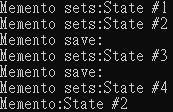 Memento sets:State #1
Memento sets:State #2
Memento save:
Memento sets:State #3
Memento save:
Memento sets:State #4
Memento:State #2